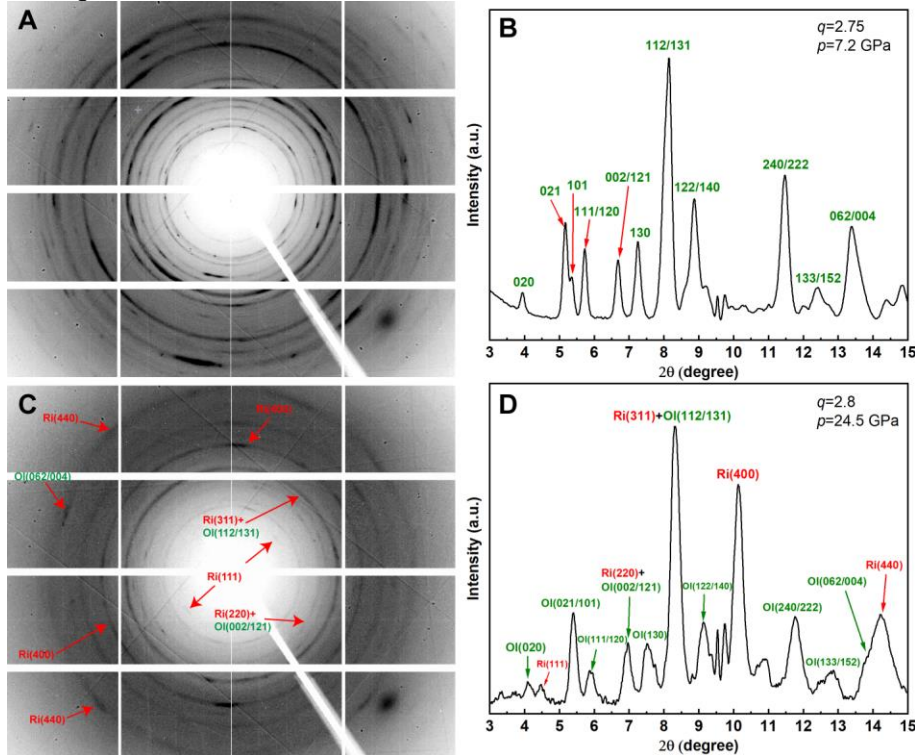 A
B
q=2.75
p=7.2 GPa
112/131
240/222
002/121
122/140
062/004
101
021
111/120
130
133/152
020
Intensity (a.u.)
3 4 5 6 7 8 9 10 11 12 13 14 15
2θ (degree)
C
Ri(440)
Ol(062/004)
Ri(311)+
Ol(112/131)
Ri(111)
Ri(220)+
Ol(002/121)
Ri(400)
Ri(440)
D
q=2.8
p=24.5 GPa
Ri(311)+Ol(112/131)
Ri(400)
Ri(220)+
Ol(002/121)
Ol(062/004)
Ri(440)
Ol(021/101)
Ol(122/140)
Ol(240/222)
Ol(111/120)
Ol(130)
Ol(020)
Ri(111)
Ol(133/152)
Intensity (a.u.)
3 4 5 6 7 8 9 10 11 12 13 14 15
2θ (degree)